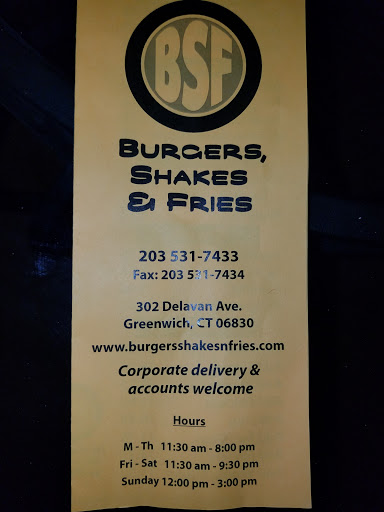 BSF
BURGERS,
SHAKES
& FRIES
203 531-7433
Fax: 203 531-7434
302 Delavan Ave.
Greenwich, CT 06830
www.burgersshakesnfries.com
Corporate delivery &
accounts welcome
Hours
M - Th 11:30 am - 8:00 pm
Fri - Sat 11:30 am - 9:30 pm
Sunday 12:00 pm - 3:00 pm